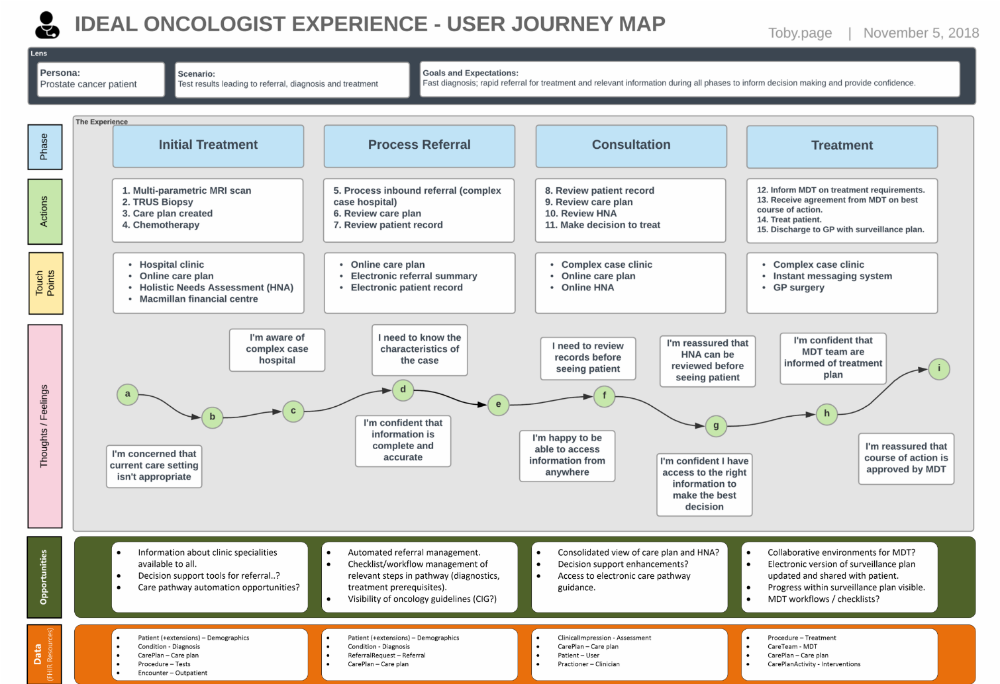 IDEAL ONCOLOGIST EXPERIENCE - USER JOURNEY MAP
Toby.page | November 5, 2018
Lens
Persona:
Prostate cancer patient
Scenario:
Test results leading to referral, diagnosis and treatment
Goals and Expectations:
Fast diagnosis; rapid referral for treatment and relevant information during all phases to inform decision making and provide confidence.
The Experience
Phase
Initial Treatment
Process Referral
Consultation
Treatment
Actions
1. Multi-parametric MRI scan
2. TRUS Biopsy
3. Care plan created
4. Chemotherapy
5. Process inbound referral (complex
case hospital)
6. Review care plan
7. Review patient record
8. Review patient record
9. Review care plan
10. Review HNA
11. Make decision to treat
12. Inform MDT on treatment requirements.
13. Receive agreement from MDT on best
course of action.
14. Treat patient.
15. Discharge to GP with surveillance plan.
Touch
Points
• Hospital clinic
• Online care plan
• Holistic Needs Assessment (HNA)
• Macmillan financial centre
• Online care plan
• Electronic referral summary
• Electronic patient record
• Complex case clinic
• Online care plan
• Online HNA
• Complex case clinic
• Instant messaging system
• GP surgery
Thoughts / Feelings
I'm aware of
complex case
hospital
I need to know the
characteristics of
the case
I need to review
records before
seeing patient
I'm reassured that
HNA can be
reviewed before
seeing patient
I'm confident that
MDT team are
informed of treatment
plan
a
b
c
d
e
f
g
h
i
I'm concerned that
current care setting
isn't appropriate
I'm confident that
information is
complete and
accurate
I'm happy to be
able to access
information from
anywhere
I'm confident I have
access to the right
information to
make the best
decision
I'm reassured that
course of action is
approved by MDT
Opportunities
• Information about clinic specialities
available to all.
• Decision support tools for referral..?
• Care pathway automation opportunities?
• Automated referral management.
• Checklist/workflow management of
relevant steps in pathway (diagnostics,
treatment prerequisites).
• Visibility of oncology guidelines (CIG?)
• Consolidated view of care plan and HNA?
• Decision support enhancements?
• Access to electronic care pathway
guidance.
• Collaborative environments for MDT?
• Electronic version of surveillance plan
updated and shared with patient.
• Progress within surveillance plan visible.
• MDT workflows / checklists?
Data
(FHIR Resources)
• Patient (+extensions) – Demographics
• Condition - Diagnosis
• CarePlan – Care plan
• Procedure – Tests
• Encounter – Outpatient
• Patient (+extensions) – Demographics
• Condition - Diagnosis
• ReferralRequest – Referral
• CarePlan – Care plan
• ClinicalImpression - Assessment
• CarePlan – Care plan
• Patient – User
• Practioner – Clinician
• Procedure – Treatment
• CareTeam - MDT
• CarePlan – Care plan
• CarePlanActivity - Interventions